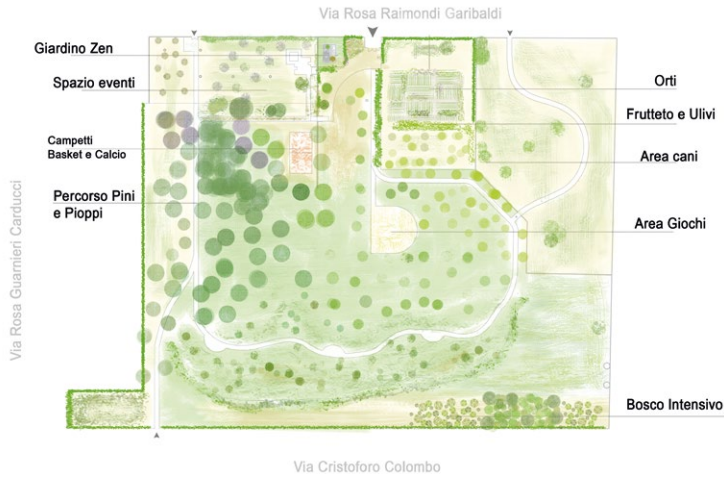 Via Rosa Raimondi Garibaldi
Giardino Zen
Spazio eventi
Campetti
Basket e Calcio
Percorso Pini
e Pioppi
Orti
Frutteto e Ulivi
Area cani
Area Giochi
Bosco Intensivo
Via Rosa Guarnieri Carducci
Via Cristoforo Colombo